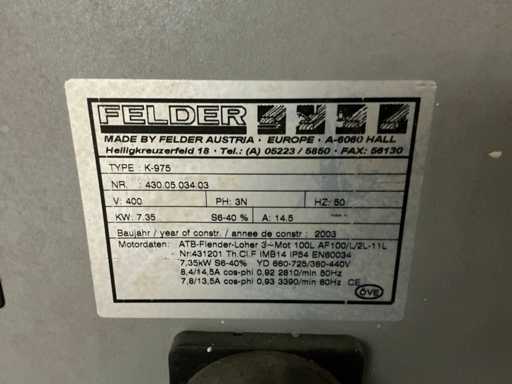 FELDER
MADE BY FELDER AUSTRIA · EUROPE · A-6060 HALL
Heiligkreuzerfeld 18 · Tel.: (A) 05223 / 5850 · FAX: 56130
TYPE : K-975
NR. : 430.05.034.03
V: 400 PH: 3N HZ: 50
KW: 7.35 S6-40 % A: 14.5
Baujahr / year of constr. / annee de constr : 2003
Motordaten: ATB-Flender-Loher 3~Mot 100L AF100/L/2L-11L
Nr:431201 Th.Cl.F IMB14 IP54 EN60034
7,35kW S6-40% YD 660-725/380-440V
8,4/14,5A cos-phi 0,92 2810/min 50Hz
7,8/13,5A cos-phi 0,93 3390/min 60Hz CE
ÖVE